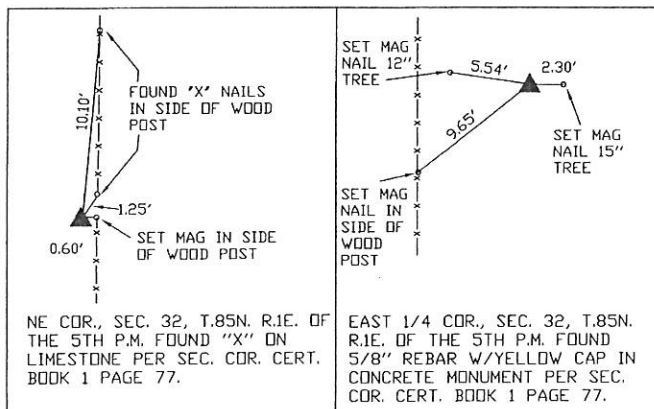 10.10'
FOUND 'X' NAILS
IN SIDE OF WOOD
POST
1.25'
0.60'
SET MAG IN SIDE
OF WOOD POST
NE COR., SEC. 32, T.85N. R.1E. OF
THE 5TH P.M. FOUND "X" ON
LIMESTONE PER SEC. COR. CERT.
BOOK 1 PAGE 77.
SET MAG
NAIL 12"
TREE
5.54'
2.30'
9.65'
SET MAG
NAIL 15"
TREE
SET MAG
NAIL IN
SIDE OF
WOOD
POST
EAST 1/4 COR., SEC. 32, T.85N.
R.1E. OF THE 5TH P.M. FOUND
5/8" REBAR W/YELLOW CAP IN
CONCRETE MONUMENT PER SEC.
COR. CERT. BOOK 1 PAGE 77.